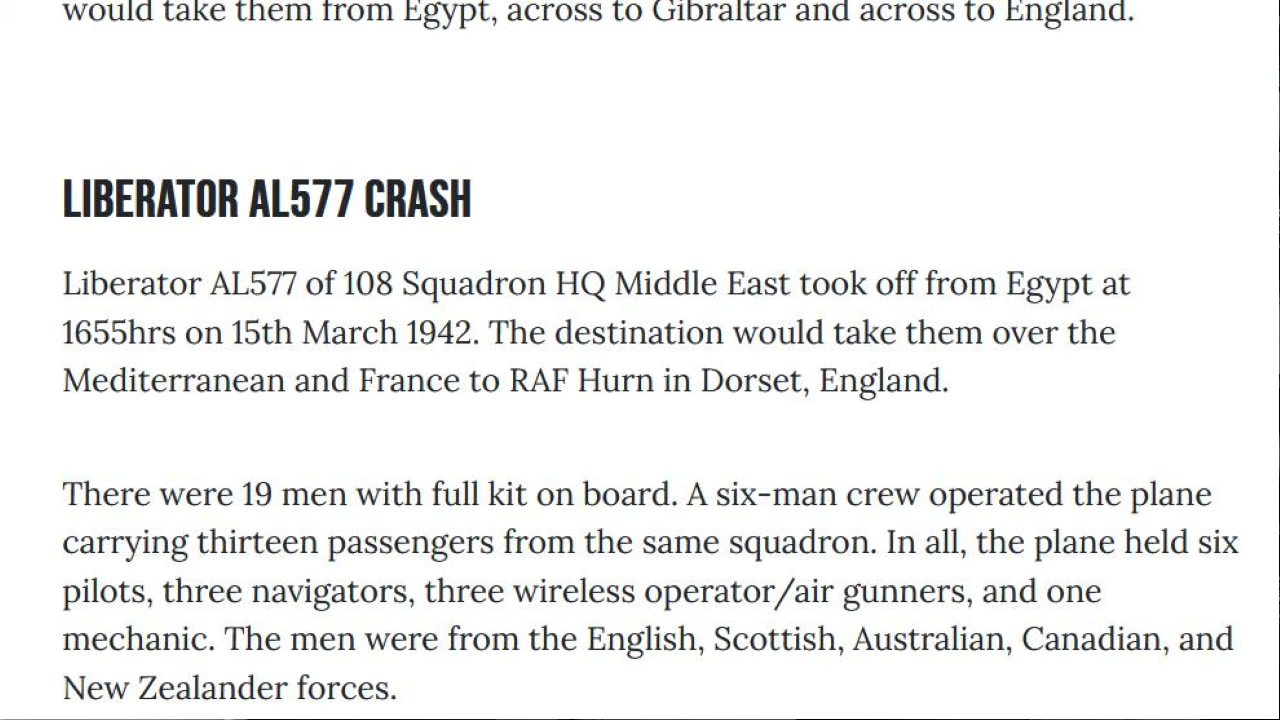 would take them from Egypt, across to Gibraltar and across to England.
LIBERATOR AL577 CRASH
Liberator AL577 of 108 Squadron HQ Middle East took off from Egypt at
1655hrs on 15th March 1942. The destination would take them over the
Mediterranean and France to RAF Hurn in Dorset, England.
There were 19 men with full kit on board. A six-man crew operated the plane
carrying thirteen passengers from the same squadron. In all, the plane held six
pilots, three navigators, three wireless operator/air gunners, and one
mechanic. The men were from the English, Scottish, Australian, Canadian, and
New Zealander forces.